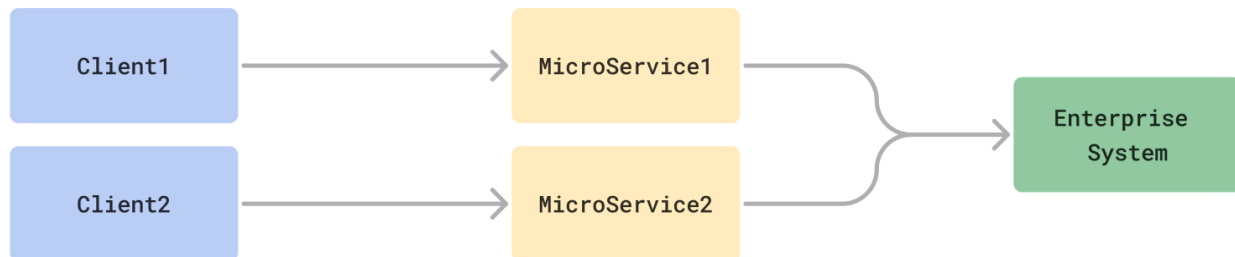 Client1
MicroService1
Enterprise
System
Client2
MicroService2